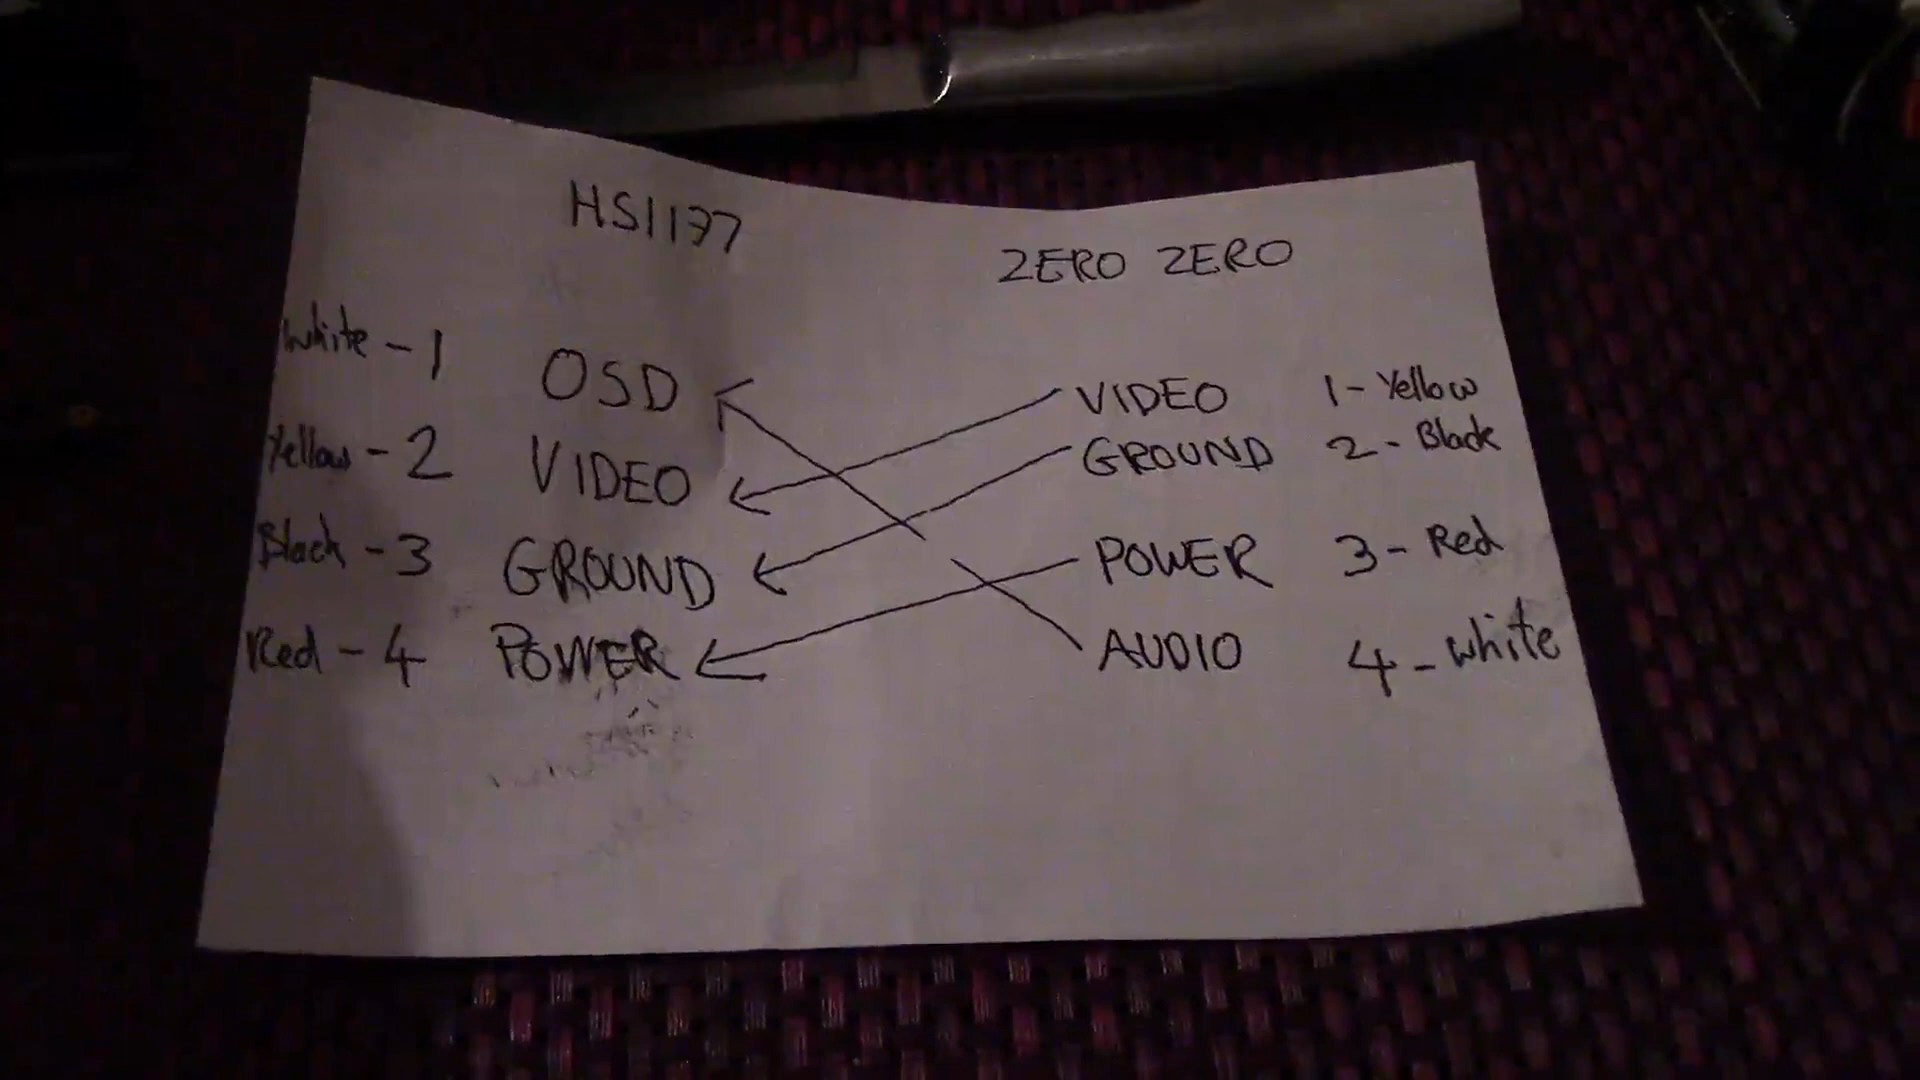 HS1177
ZERO ZERO
White - 1 OSD
Yellow - 2 VIDEO
Black - 3 GROUND
Red - 4 POWER
VIDEO 1 - Yellow
GROUND 2 - Black
POWER 3 - Red
AUDIO 4 - White